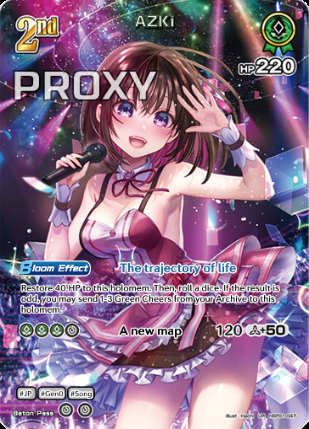 AZKi
2nd
HP220
PROXY
Bloom Effect The trajectory of life
Restore 40 HP to this holomem. Then, roll a dice. If the result is
odd, you may send 1-3 Green Cheers from your Archive to this
holomem.
A new map 120 +50
#JP #Gen0 #Song
Baton Pass
Illust